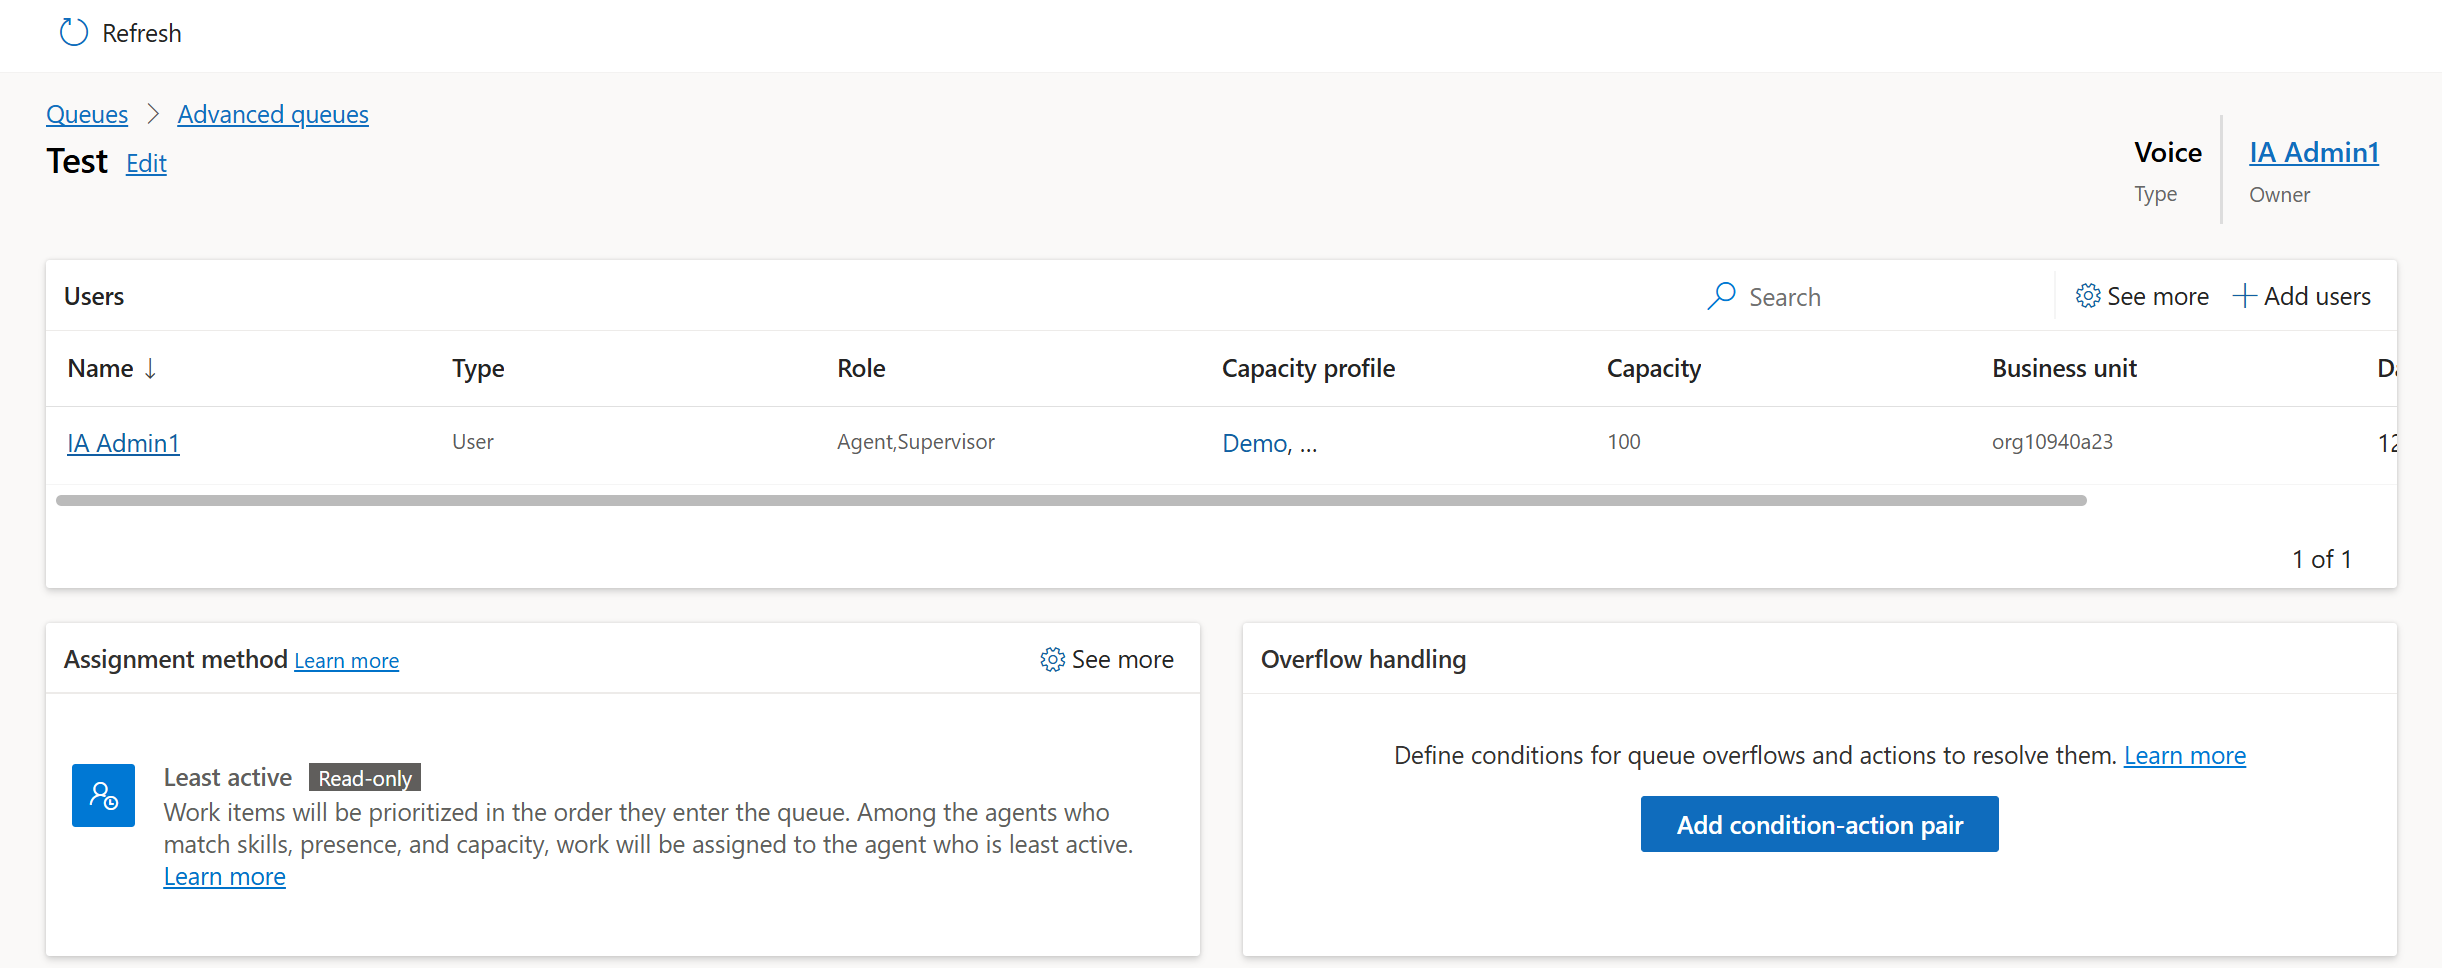 Refresh
Queues > Advanced queues
Test Edit
Voice
Type
IA Admin1
Owner
Users
Search
See more
Add users
Name ↓ Type Role Capacity profile Capacity Business unit
IA Admin1 User Agent,Supervisor Demo, ... 100 org10940a23
1 of 1
Assignment method Learn more
See more
Least active Read-only
Work items will be prioritized in the order they enter the queue. Among the agents who
match skills, presence, and capacity, work will be assigned to the agent who is least active.
Learn more
Overflow handling
Define conditions for queue overflows and actions to resolve them. Learn more
Add condition-action pair